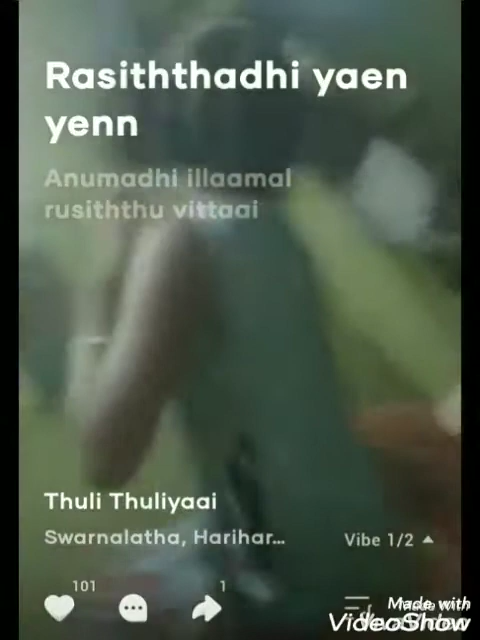 Rasiththadhi yaen
yenn
Anumadhi illaamal
rusiththu vittaai
Thuli Thuliyaai
Swarnalatha, Harihar...
Vibe 1/2
101
1
Made with
VideoShow